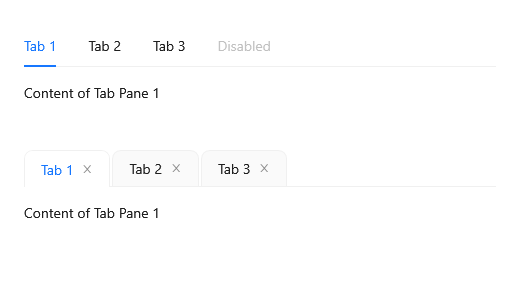 Tab 1 Tab 2 Tab 3 Disabled
Content of Tab Pane 1
Tab 1 Tab 2 Tab 3
Content of Tab Pane 1